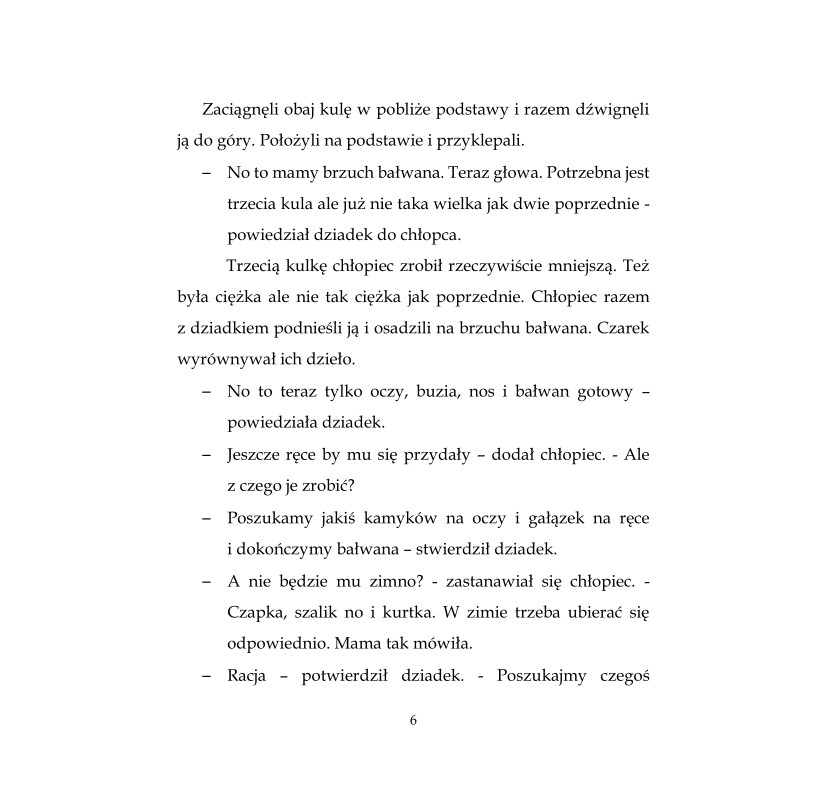 Zaciągnęli obaj kulę w pobliże podstawy i razem dźwignęli
ją do góry. Położyli na podstawie i przyklepali.
– No to mamy brzuch bałwana. Teraz głowa. Potrzebna jest
trzecia kula ale już nie taka wielka jak dwie poprzednie -
powiedział dziadek do chłopca.
Trzecią kulkę chłopiec zrobił rzeczywiście mniejszą. Też
była ciężka ale nie tak ciężka jak poprzednie. Chłopiec razem
z dziadkiem podnieśli ją i osadzili na brzuchu bałwana. Czarek
wyrównywał ich dzieło.
– No to teraz tylko oczy, buzia, nos i bałwan gotowy –
powiedziała dziadek.
– Jeszcze ręce by mu się przydały – dodał chłopiec. - Ale
z czego je zrobić?
– Poszukamy jakiś kamyków na oczy i gałązek na ręce
i dokończymy bałwana – stwierdził dziadek.
– A nie będzie mu zimno? - zastanawiał się chłopiec. -
Czapka, szalik no i kurtka. W zimie trzeba ubierać się
odpowiednio. Mama tak mówiła.
– Racja – potwierdził dziadek. - Poszukajmy czegoś
6